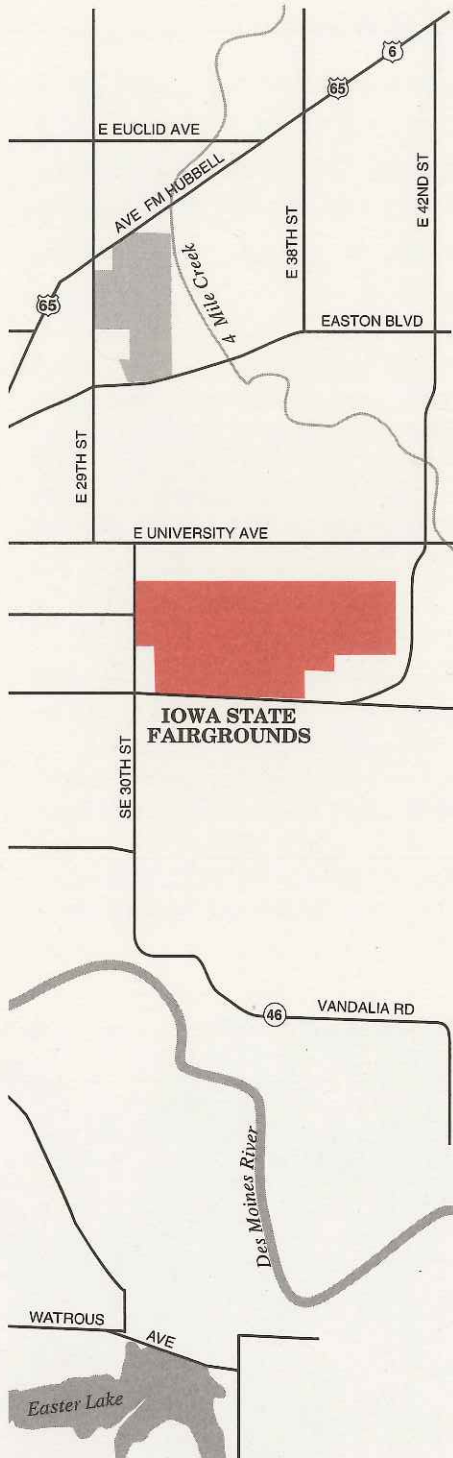 6
65
E EUCLID AVE
AVE FM HUBBELL
E 42ND ST
E 38TH ST
4 Mile Creek
65
EASTON BLVD
E 29TH ST
E UNIVERSITY AVE
IOWA STATE
FAIRGROUNDS
SE 30TH ST
46
VANDALIA RD
Des Moines River
WATROUS
AVE
Easter Lake